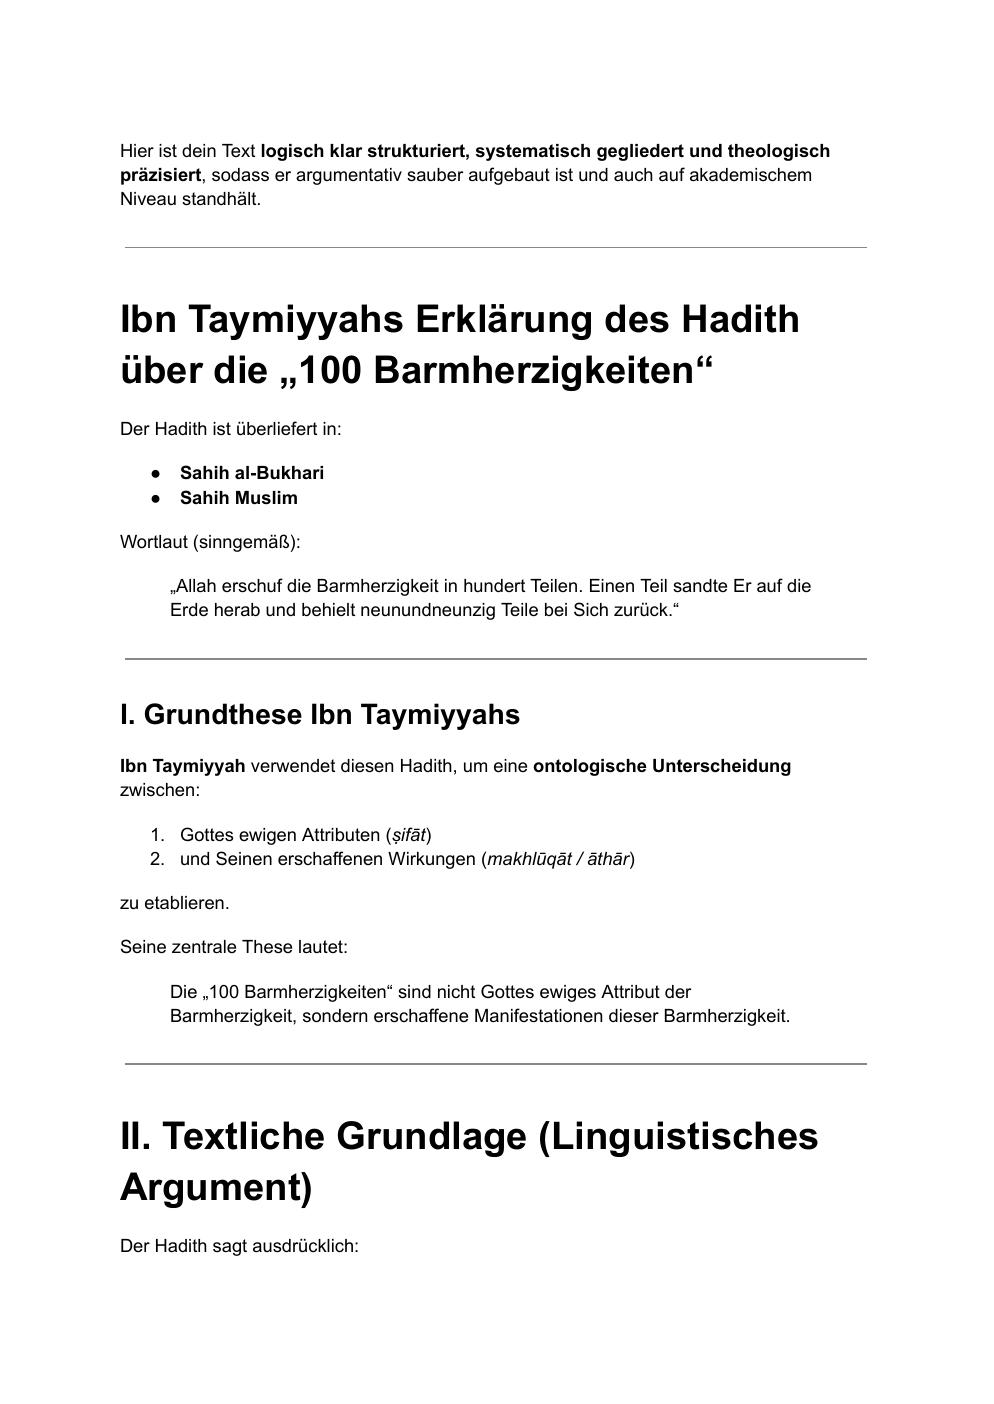 Hier ist dein Text logisch klar strukturiert, systematisch gegliedert und theologisch
präzisiert, sodass er argumentativ sauber aufgebaut ist und auch auf akademischem
Niveau standhält.
Ibn Taymiyyahs Erklärung des Hadith
über die „100 Barmherzigkeiten“
Der Hadith ist überliefert in:
● Sahih al-Bukhari
● Sahih Muslim
Wortlaut (sinngemäß):
„Allah erschuf die Barmherzigkeit in hundert Teilen. Einen Teil sandte Er auf die
Erde herab und behielt neunundneunzig Teile bei Sich zurück.“
I. Grundthese Ibn Taymiyyahs
Ibn Taymiyyah verwendet diesen Hadith, um eine ontologische Unterscheidung
zwischen:
1. Gottes ewigen Attributen (ṣifāt)
2. und Seinen erschaffenen Wirkungen (makhlūqāt / āthār)
zu etablieren.
Seine zentrale These lautet:
Die „100 Barmherzigkeiten“ sind nicht Gottes ewiges Attribut der
Barmherzigkeit, sondern erschaffene Manifestationen dieser Barmherzigkeit.
II. Textliche Grundlage (Linguistisches
Argument)
Der Hadith sagt ausdrücklich: